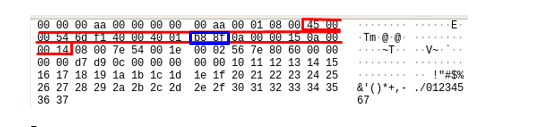 00 00 00 aa 00 00 00 00 00 aa 00 01 08 00 45 00 ··············E·
00 54 6d f1 40 00 40 01 b8 8f 0a 00 00 15 0a 00 ·Tm·@·@·········
00 14 08 00 7e 54 00 1e 00 02 56 7e 80 60 00 00 ····~T····V~·`··
00 00 d7 d9 0c 00 00 00 00 00 10 11 12 13 14 15 ················
16 17 18 19 1a 1b 1c 1d 1e 1f 20 21 22 23 24 25 ·········· !"#$%
26 27 28 29 2a 2b 2c 2d 2e 2f 30 31 32 33 34 35 &'()*+,- ./012345
36 37 67